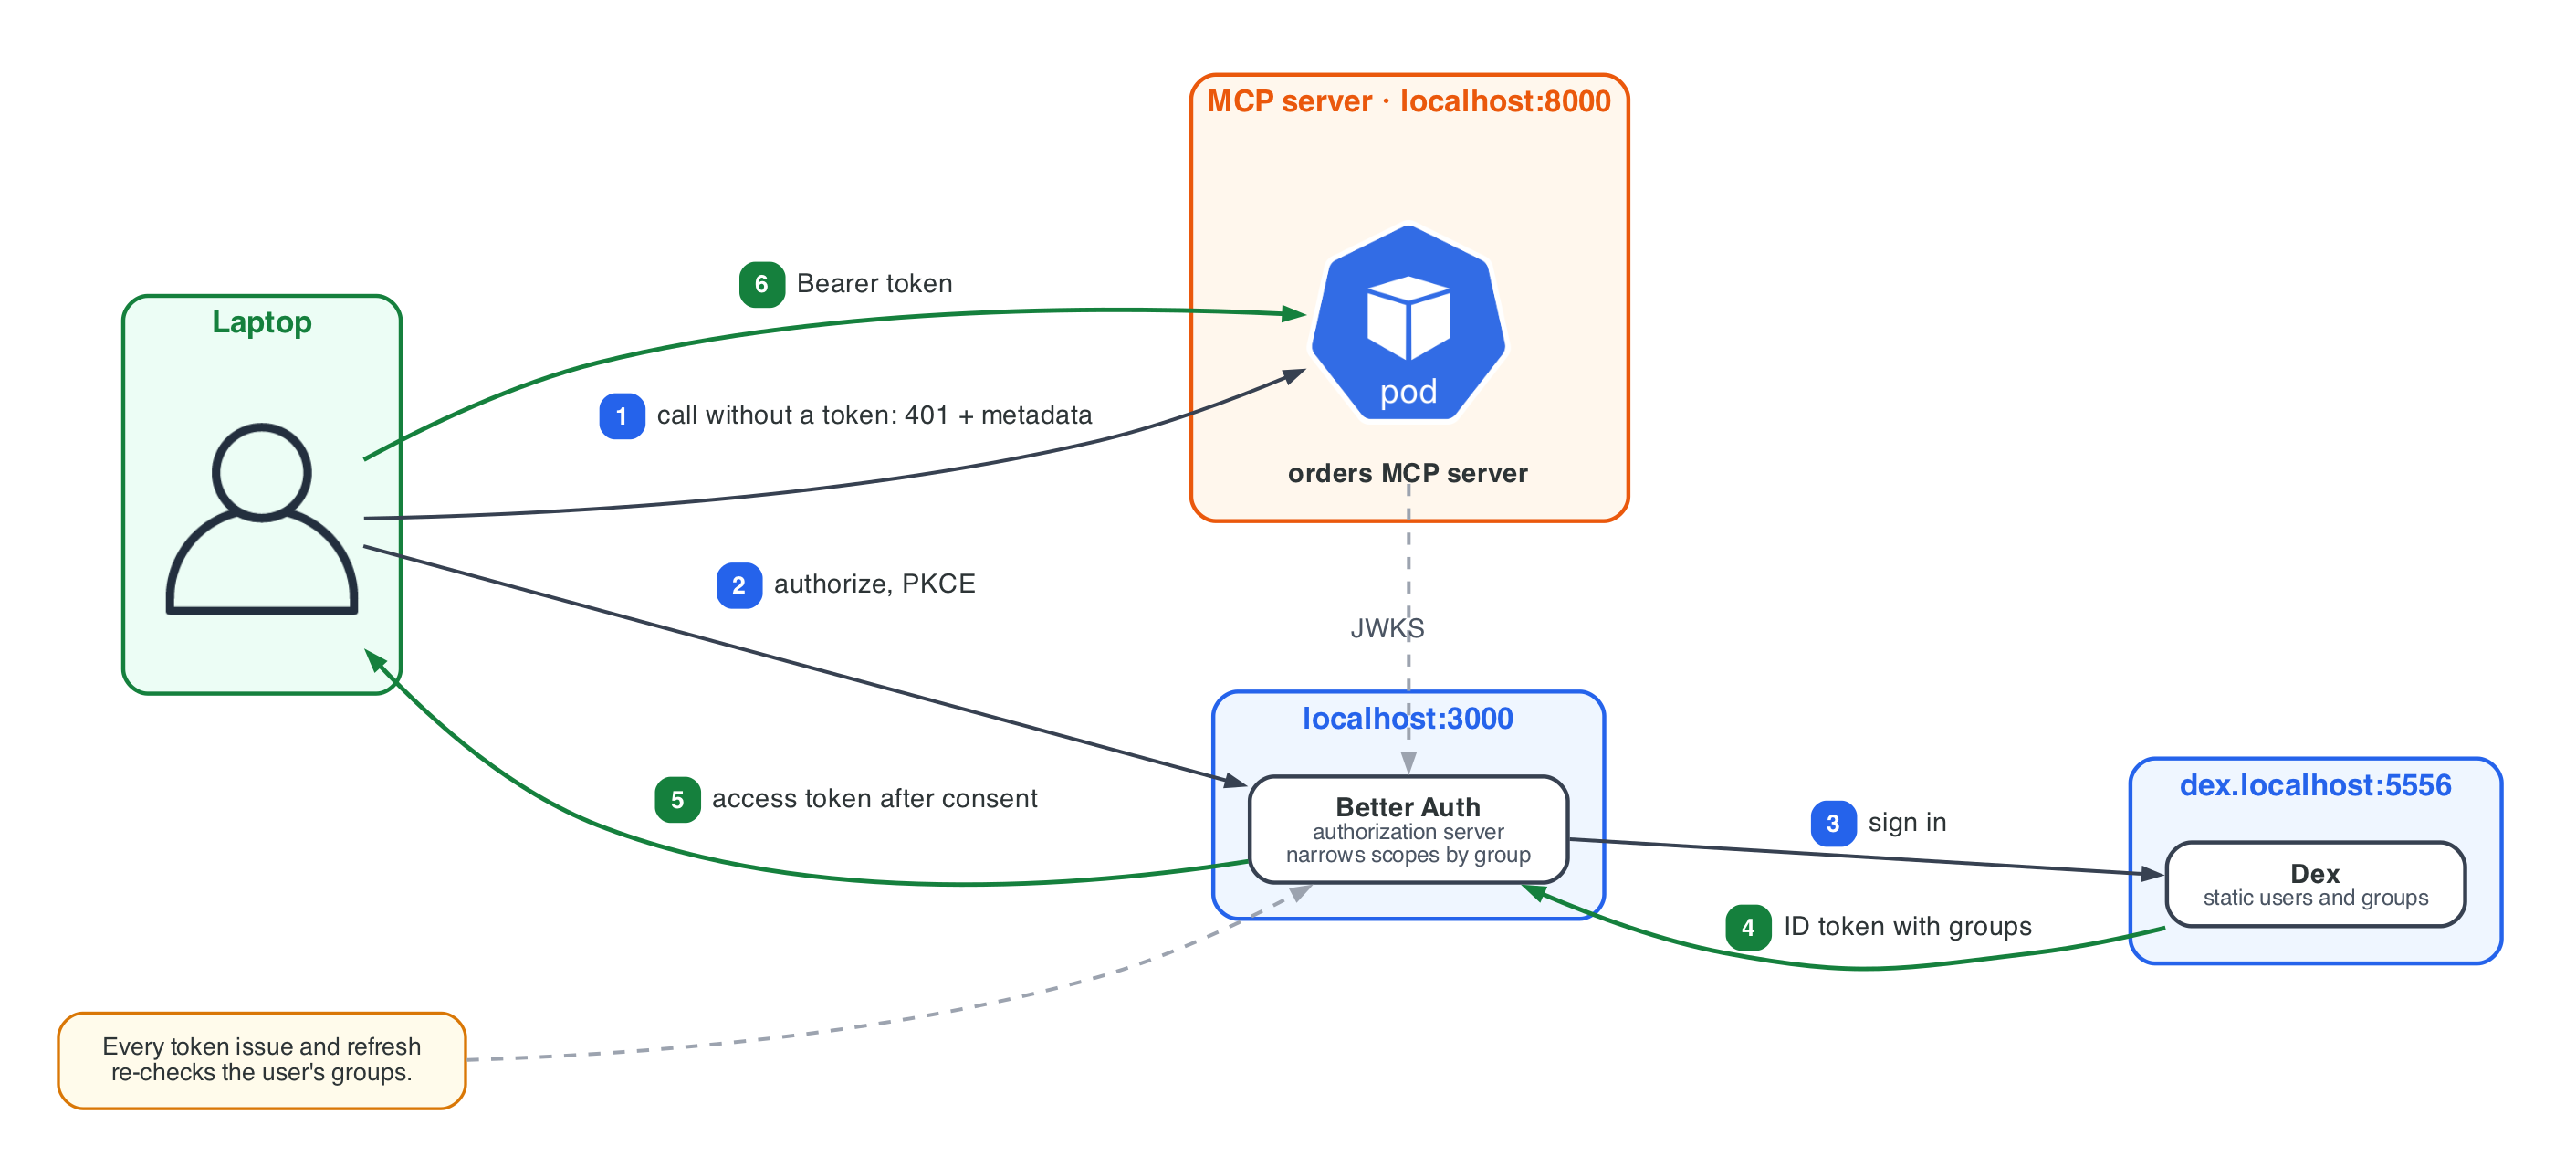 MCP server · localhost:8000
6 Bearer token
Laptop
pod
1 call without a token: 401 + metadata
orders MCP server
2 authorize, PKCE
JWKS
localhost:3000
5 access token after consent
Better Auth
authorization server
narrows scopes by group
3 sign in
dex.localhost:5556
Dex
static users and groups
4 ID token with groups
Every token issue and refresh
re-checks the user's groups.